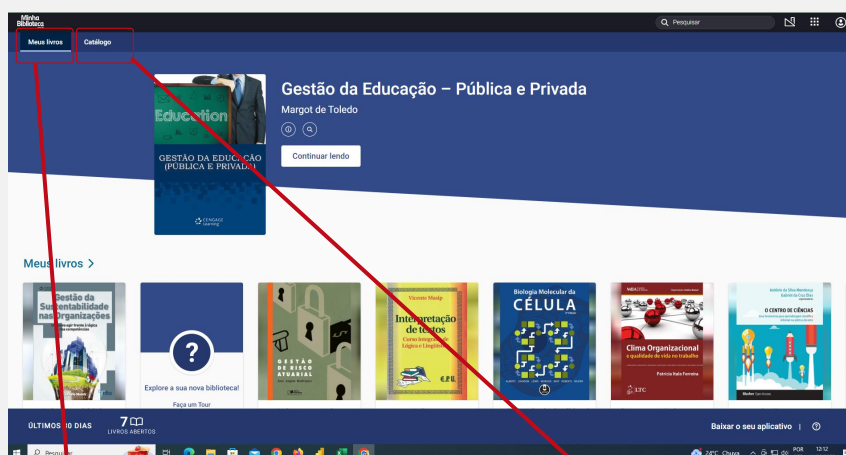 Minha
Biblioteca
Pesquisar
Meus livros
Catálogo
Education
GESTÃO DA EDUCAÇÃO
(PÚBLICA E PRIVADA)
CENGAGE
Learning
Gestão da Educação – Pública e Privada
Margot de Toledo
Continuar lendo
Meus livros >
Gestão da
Sustentabilidade
nas Organizações
?
Explore a sua nova biblioteca!
Faça um Tour
GESTÃO
DE RISCO
ATUARIAL
Vicente Masip
Interpretação
de textos
Curso integrado de
Lógica e Linguística
E.P.U.
Biologia Molecular da
CÉLULA
Clima Organizacional
e qualidade de vida no trabalho
Patricia Itala Ferreira
LTC
O CENTRO DE CIÊNCIAS
ÚLTIMOS 30 DIAS
7
LIVROS ABERTOS
Baixar o seu aplicativo
Pesquisar
24°C Chuva
POR
12:12